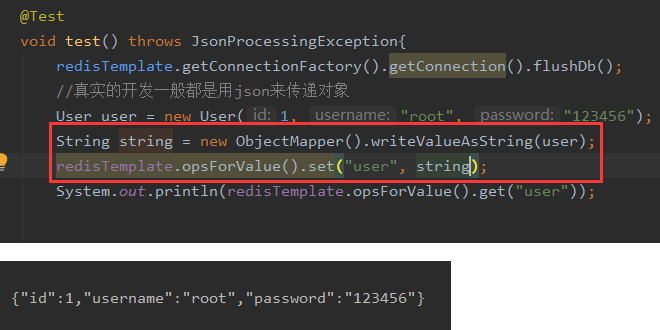 @Test
void test() throws JsonProcessingException{
redisTemplate.getConnectionFactory().getConnection().flushDb();
//真实的开发一般都是用json来传递对象
User user = new User( id: 1, username: "root", password: "123456");
String string = new ObjectMapper().writeValueAsString(user);
redisTemplate.opsForValue().set("user", string);
System.out.println(redisTemplate.opsForValue().get("user"));
{"id":1,"username":"root","password":"123456"}